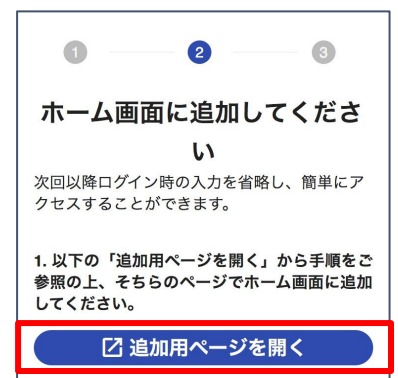 1 2 3
ホーム画面に追加してくださ
い
次回以降ログイン時の入力を省略し、簡単にア
クセスすることができます。
1. 以下の「追加用ページを開く」から手順をご
参照の上、そちらのページでホーム画面に追加
してください。
追加用ページを開く